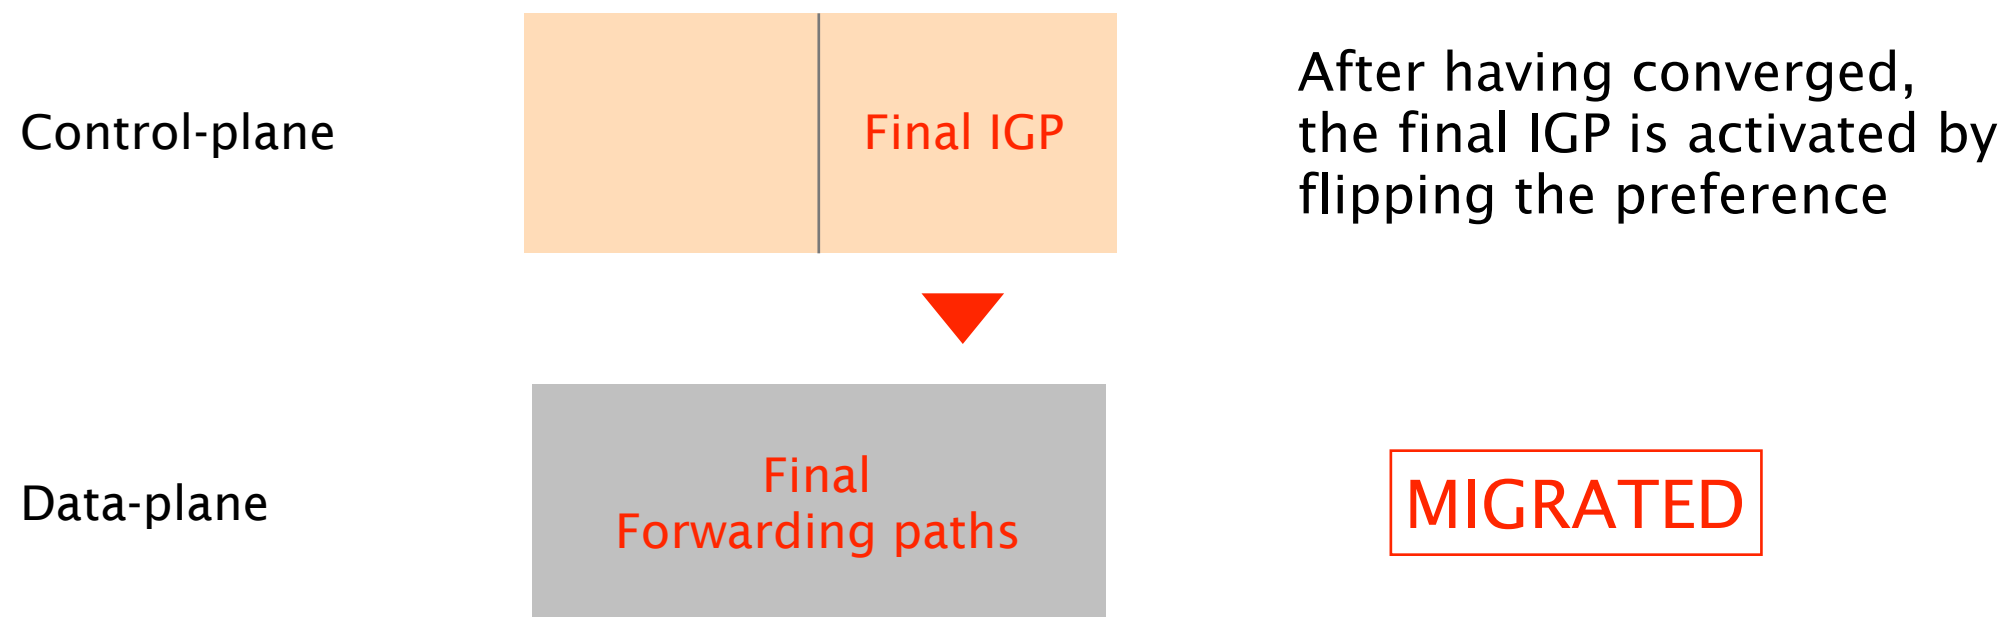 Control-plane
Final IGP
After having converged,
the final IGP is activated by
flipping the preference
Data-plane
Final
Forwarding paths
MIGRATED